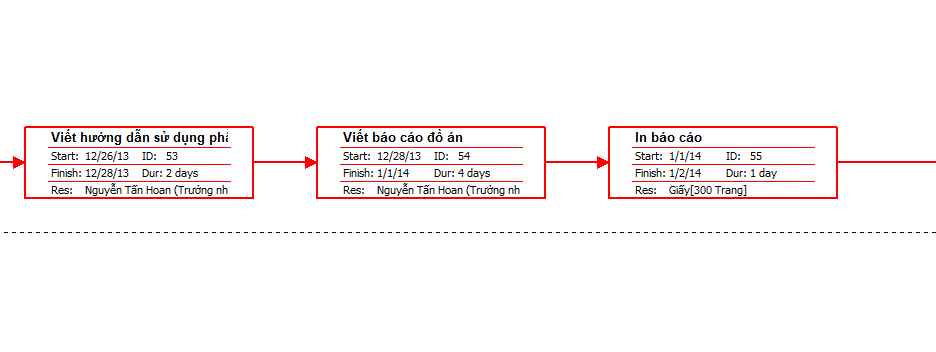 Viết hướng dẫn sử dụng
Start: 12/26/13 ID: 53
Finish: 12/28/13 Dur: 2 days
Res: Nguyễn Tấn Hoan (Trưởng nh
Viết báo cáo đồ án
Start: 12/28/13 ID: 54
Finish: 1/1/14 Dur: 4 days
Res: Nguyễn Tấn Hoan (Trưởng nh
In báo cáo
Start: 1/1/14 ID: 55
Finish: 1/2/14 Dur: 1 day
Res: Giấy[300 Trang]